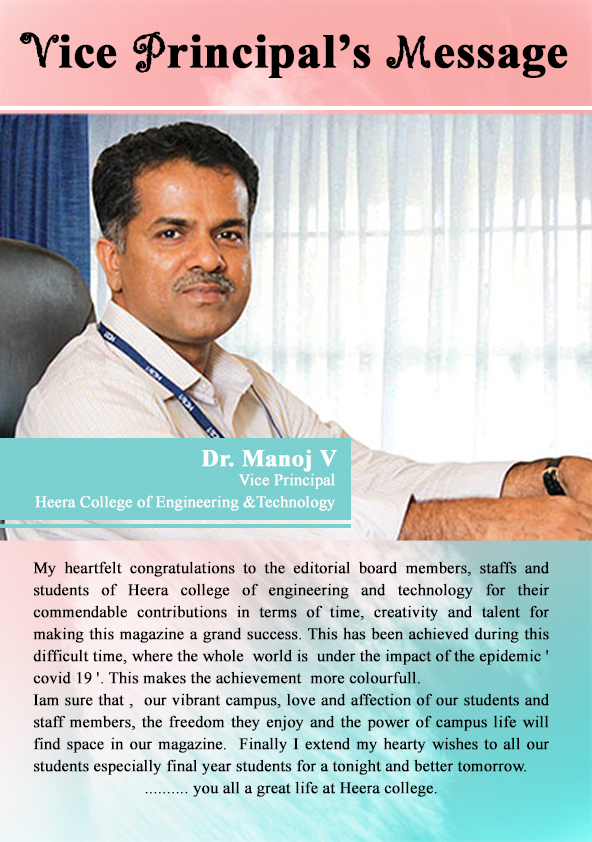 Vice Principal's Message
Dr. Manoj V
Vice Principal
Heera College of Engineering &Technology
My heartfelt congratulations to the editorial board members, staffs and
students of Heera college of engineering and technology for their
commendable contributions in terms of time, creativity and talent for
making this magazine a grand success. This has been achieved during this
difficult time, where the whole world is under the impact of the epidemic '
covid 19 '. This makes the achievement more colourfull.
Iam sure that , our vibrant campus, love and affection of our students and
staff members, the freedom they enjoy and the power of campus life will
find space in our magazine. Finally I extend my hearty wishes to all our
students especially final year students for a tonight and better tomorrow.
.......... you all a great life at Heera college.